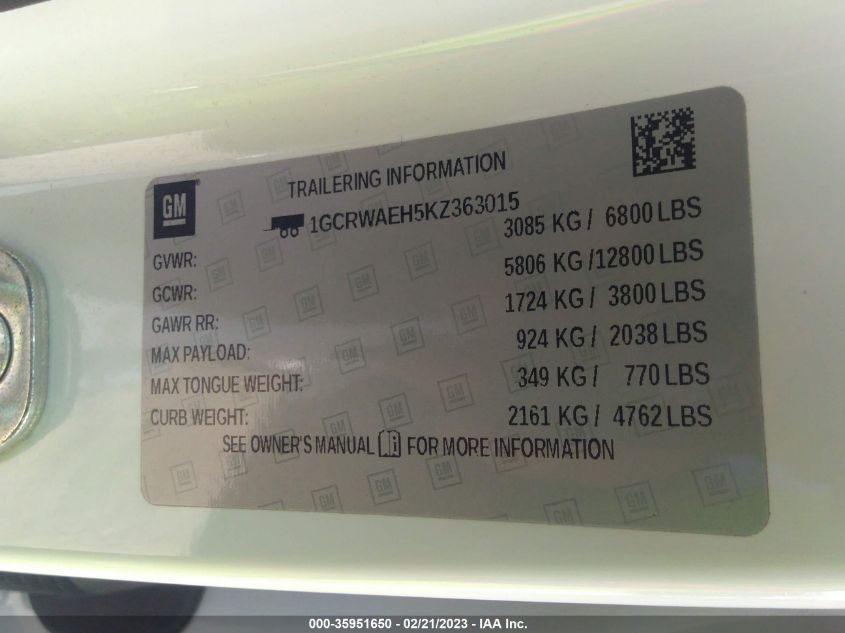 GM
TRAILERING INFORMATION
1GCRWAEH5KZ363015
GVWR: 3085 KG / 6800 LBS
GCWR: 5806 KG /12800 LBS
GAWR RR: 1724 KG / 3800 LBS
MAX PAYLOAD: 924 KG / 2038 LBS
MAX TONGUE WEIGHT: 349 KG / 770 LBS
CURB WEIGHT: 2161 KG / 4762 LBS
SEE OWNER'S MANUAL FOR MORE INFORMATION
000-35951650 - 02/21/2023 - IAA Inc.